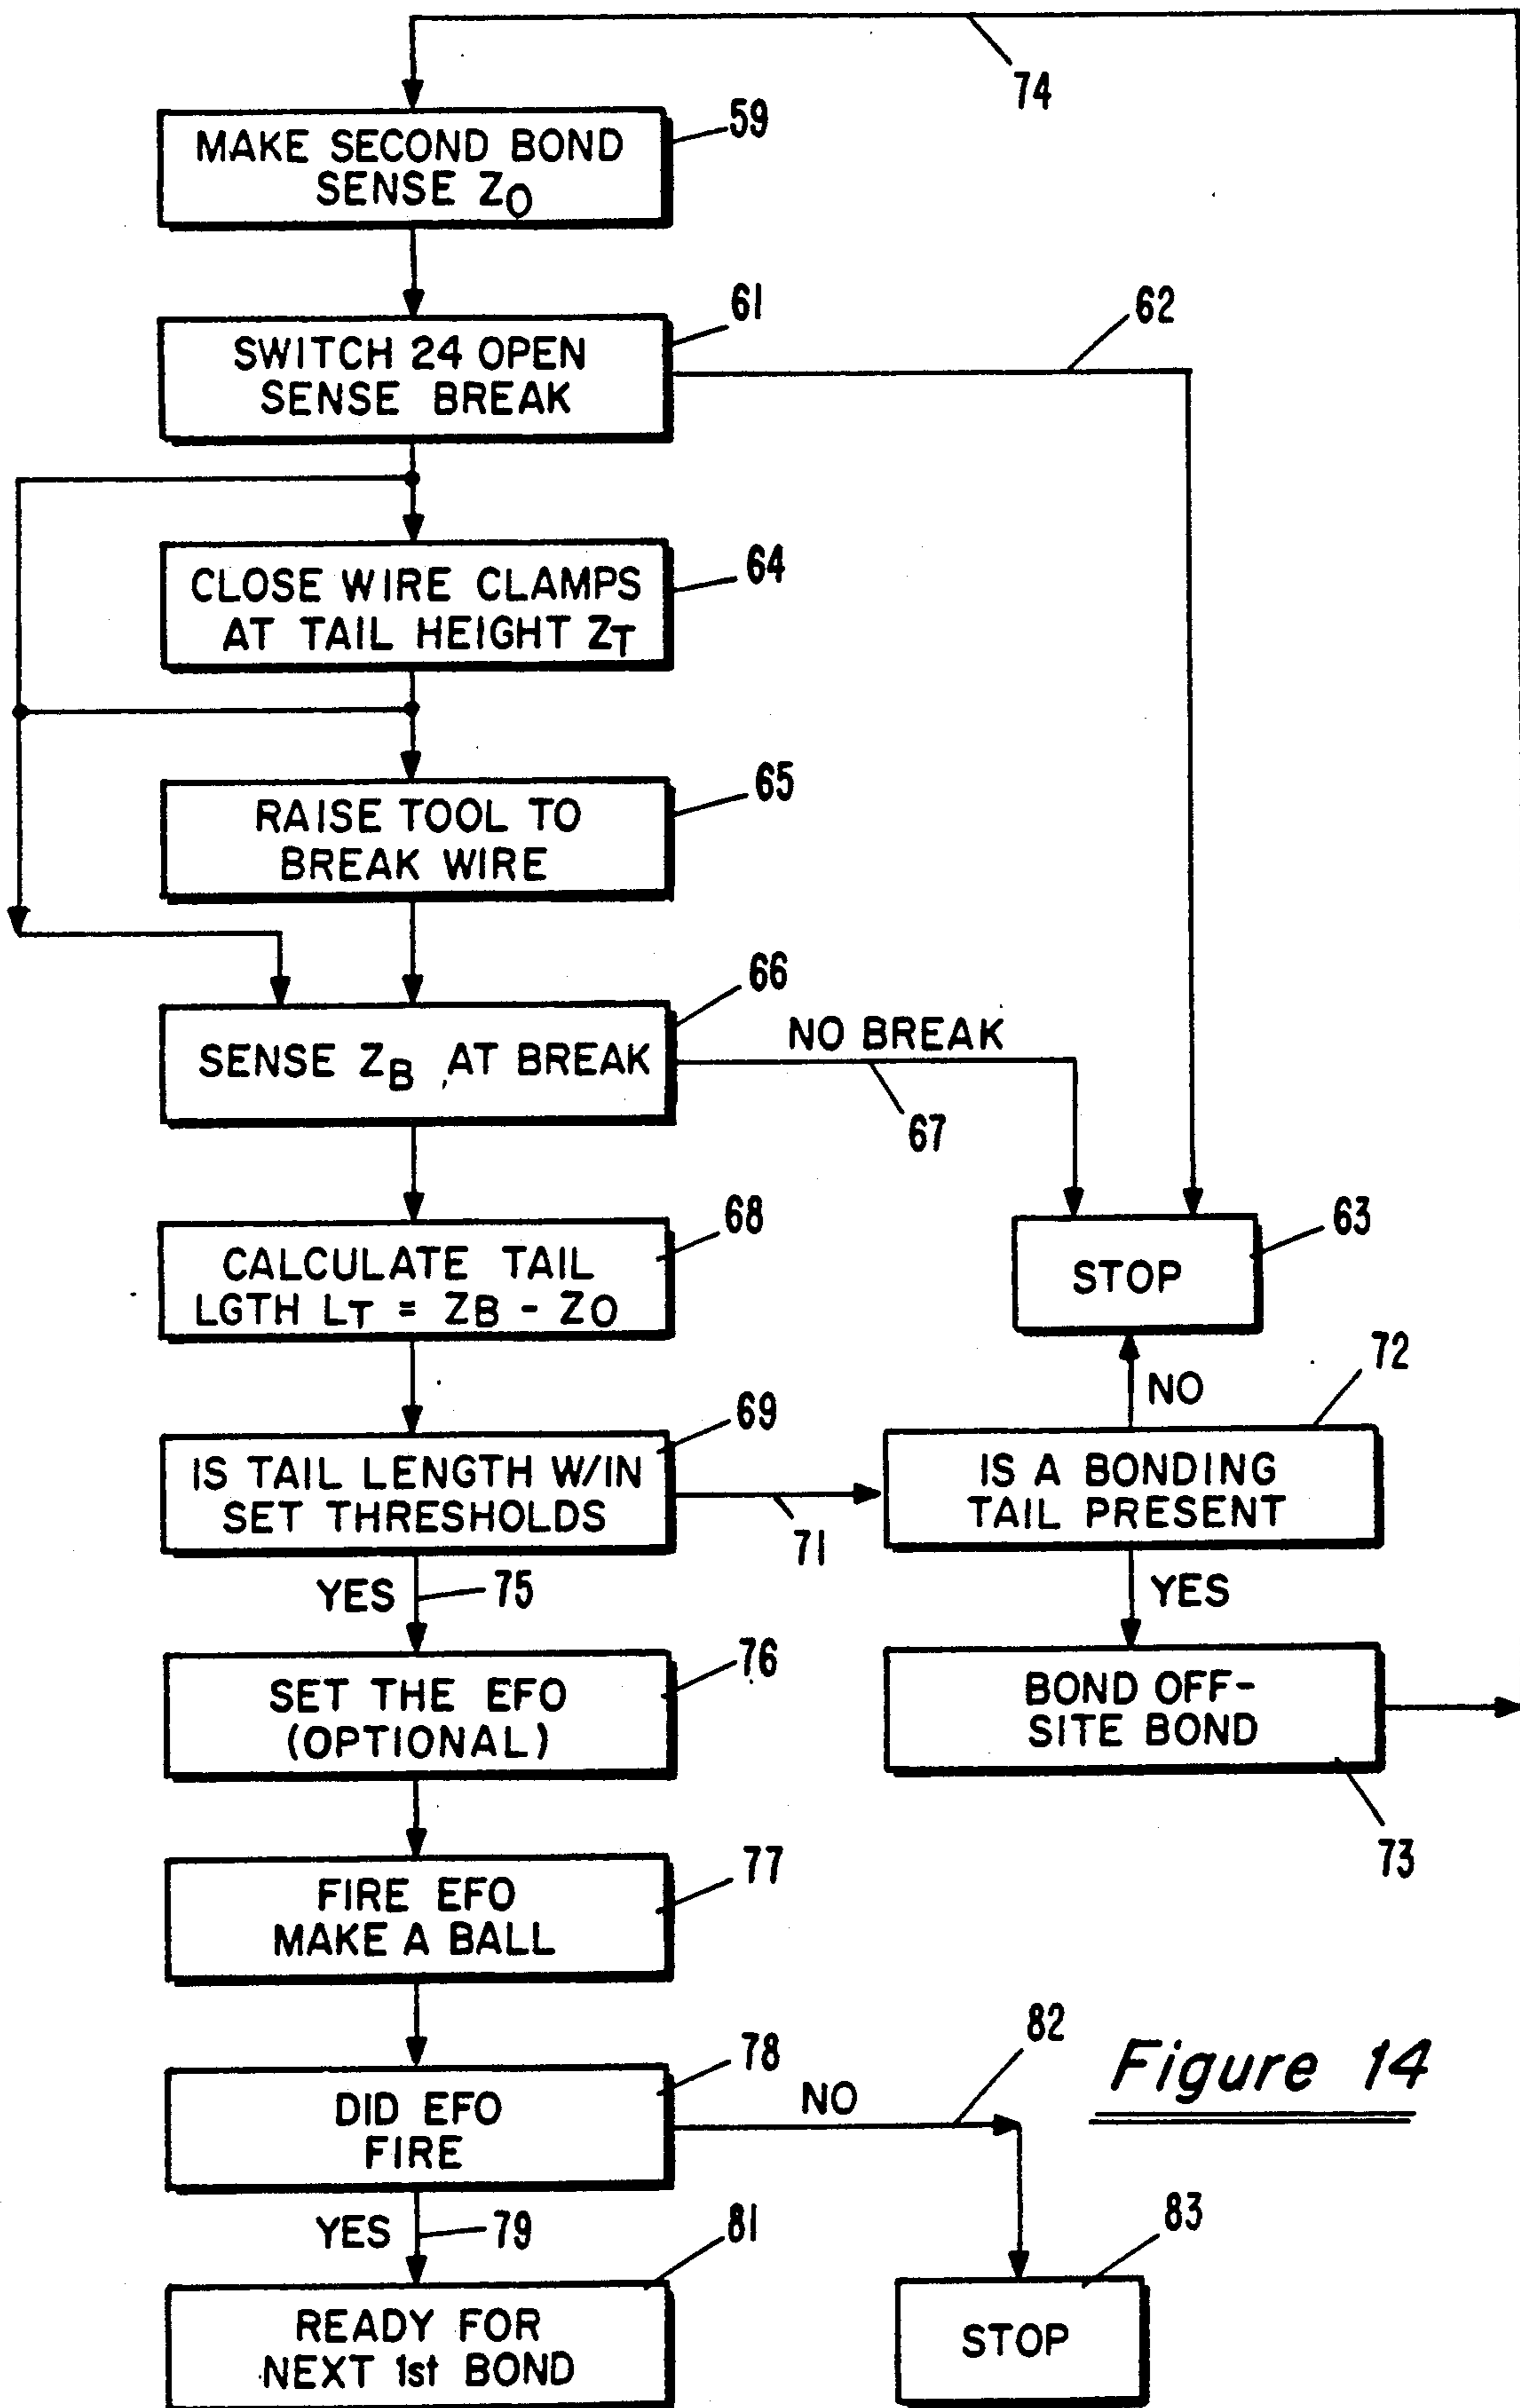 74
MAKE SECOND BOND
SENSE ZO
59
SWITCH 24 OPEN
SENSE BREAK
61
62
CLOSE WIRE CLAMPS
AT TAIL HEIGHT ZT
64
RAISE TOOL TO
BREAK WIRE
65
SENSE ZB AT BREAK
66
NO BREAK
67
CALCULATE TAIL
LGTH LT = ZB - ZO
68
STOP
63
NO
IS TAIL LENGTH W/IN
SET THRESHOLDS
69
71
IS A BONDING
TAIL PRESENT
72
YES
75
YES
SET THE EFO
(OPTIONAL)
76
BOND OFF-
SITE BOND
73
FIRE EFO
MAKE A BALL
77
DID EFO
FIRE
78
NO
82
Figure 14
YES
79
READY FOR
NEXT 1st BOND
81
STOP
83